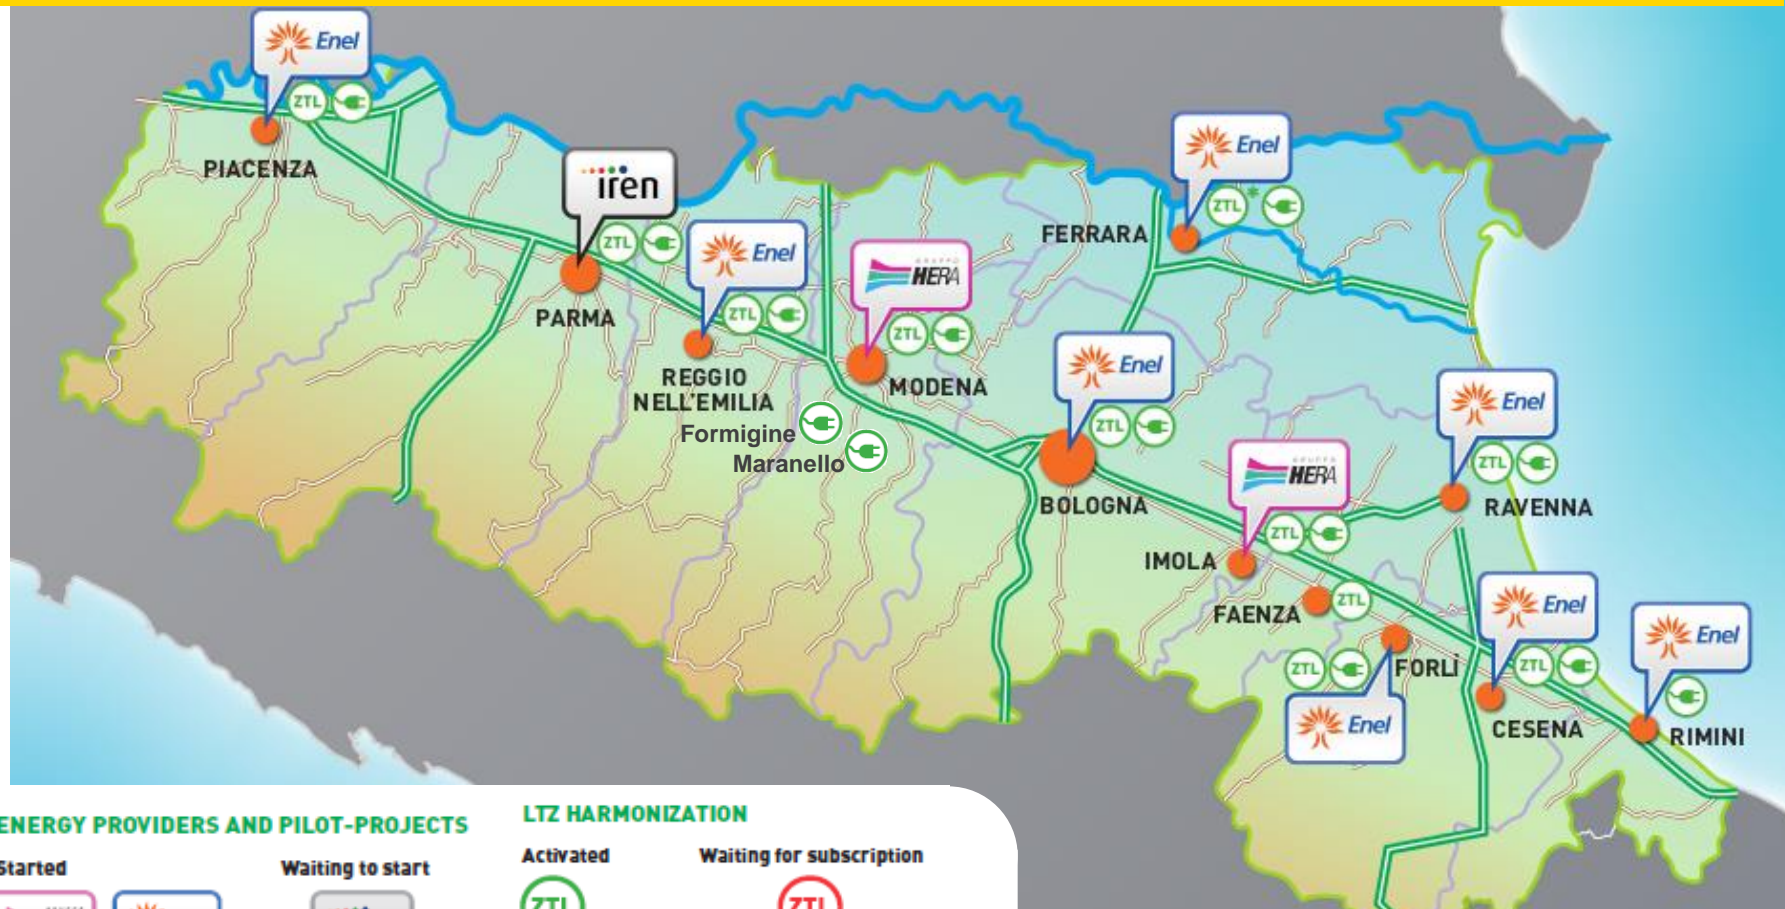 Enel
ZTL
PIACENZA
iren
ZTL
PARMA
Enel
ZTL
REGGIO
NELL'EMILIA
Formigine
Maranello
GRUPPO
HERA
ZTL
MODENA
Enel
ZTL*
FERRARA
Enel
ZTL
BOLOGNA
GRUPPO
HERA
ZTL
IMOLA
Enel
ZTL
RAVENNA
ZTL
FAENZA
ZTL
FORLÌ
Enel
Enel
ZTL
CESENA
Enel
RIMINI
ENERGY PROVIDERS AND PILOT-PROJECTS
Started
Waiting to start
LTZ HARMONIZATION
Activated
Waiting for subscription
ZTL
ZTL